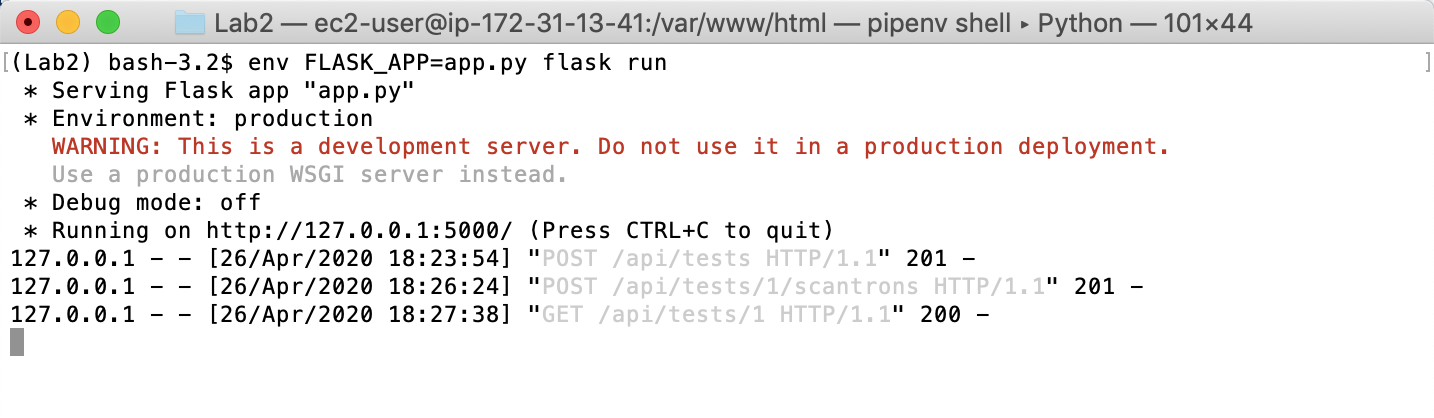 Lab2 — ec2-user@ip-172-31-13-41:/var/www/html — pipenv shell ▸ Python — 101×44
[(Lab2) bash-3.2$ env FLASK_APP=app.py flask run ]
* Serving Flask app "app.py"
* Environment: production
WARNING: This is a development server. Do not use it in a production deployment.
Use a production WSGI server instead.
* Debug mode: off
* Running on http://127.0.0.1:5000/ (Press CTRL+C to quit)
127.0.0.1 - - [26/Apr/2020 18:23:54] "POST /api/tests HTTP/1.1" 201 -
127.0.0.1 - - [26/Apr/2020 18:26:24] "POST /api/tests/1/scantrons HTTP/1.1" 201 -
127.0.0.1 - - [26/Apr/2020 18:27:38] "GET /api/tests/1 HTTP/1.1" 200 -